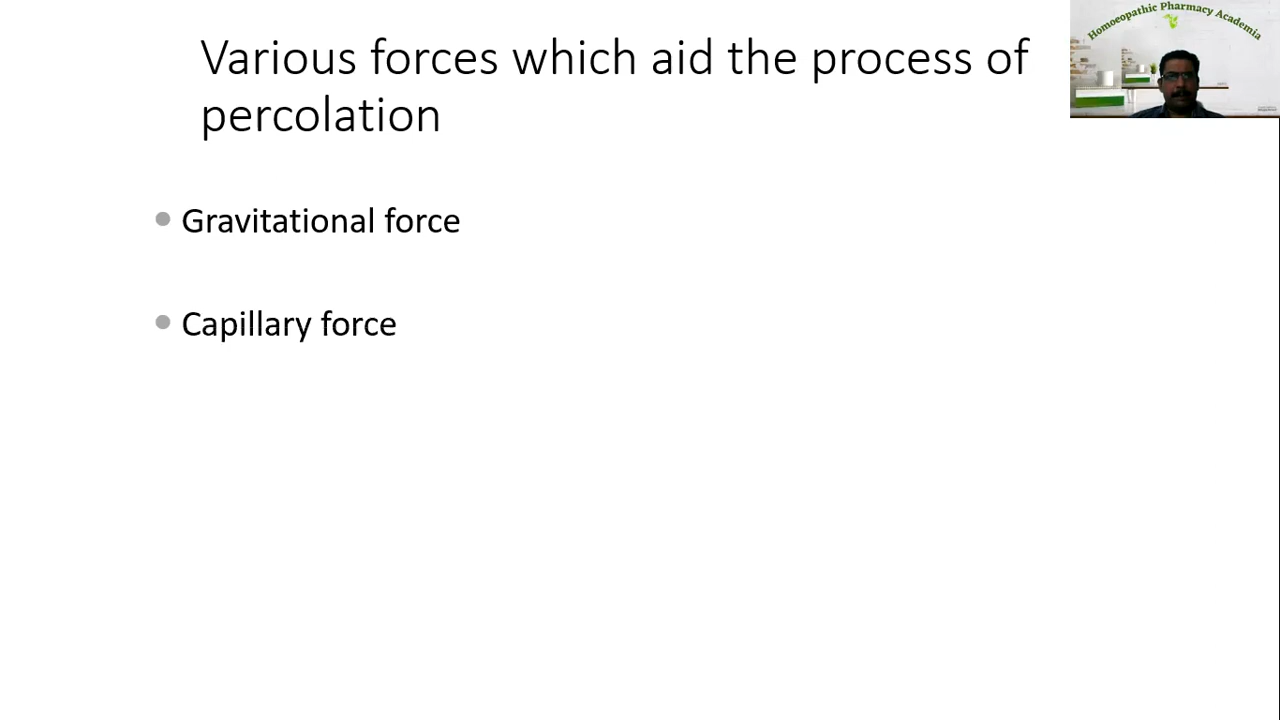 Various forces which aid the process of
percolation
Homoeopathic Pharmacy Academia
Gravitational force
Capillary force